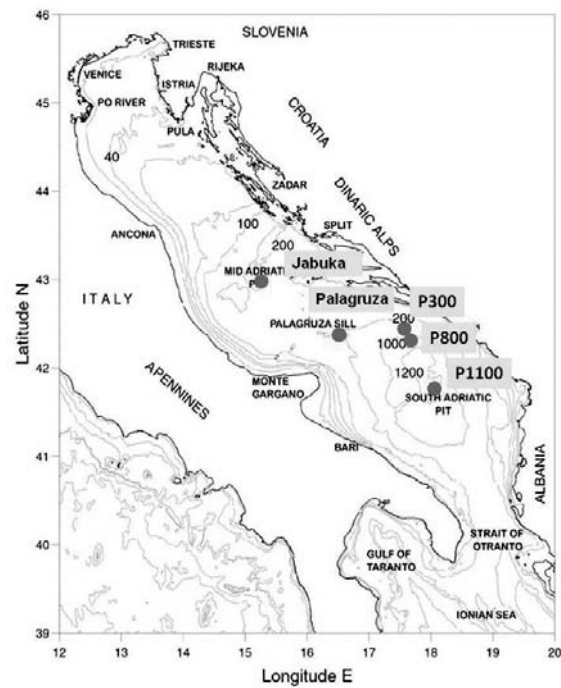 46
45
44
43
42
41
40
39
Latitude N
12
13
14
15
16
17
18
19
20
Longitude E
SLOVENIA
TRIESTE
VENICE
RIJEKA
ISTRIA
PO RIVER
PULA
CROATIA
40
ZADAR
DINARIC ALPS
100
SPLIT
ANCONA
200
Jabuka
MID ADRIATI
ITALY
Palagruza
P300
PALAGRUZA SILL
200
1000
P800
1200
P1100
APENNINES
MONTE
GARGANO
SOUTH ADRIATIC
PIT
BARI
ALBANIA
STRAIT OF
OTRANTO
GULF OF
TARANTO
IONIAN SEA